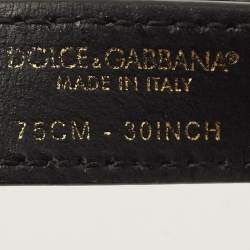 DOLCE & GABBANA®
MADE IN ITALY
75CM - 30INCH